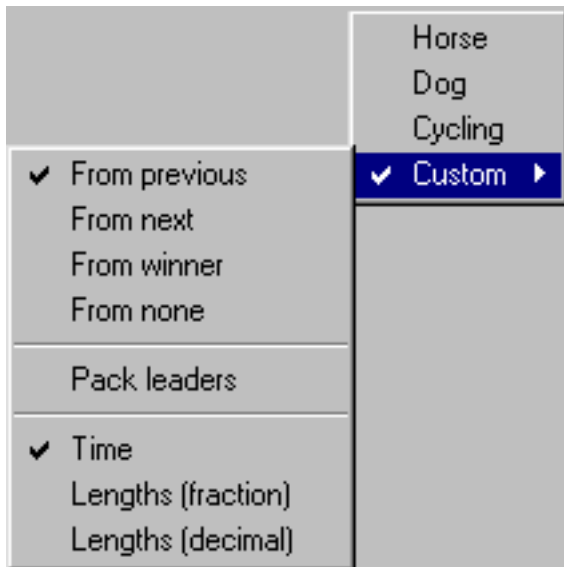 Horse
Dog
Cycling
Custom
From previous
From next
From winner
From none
Pack leaders
Time
Lengths (fraction)
Lengths (decimal)